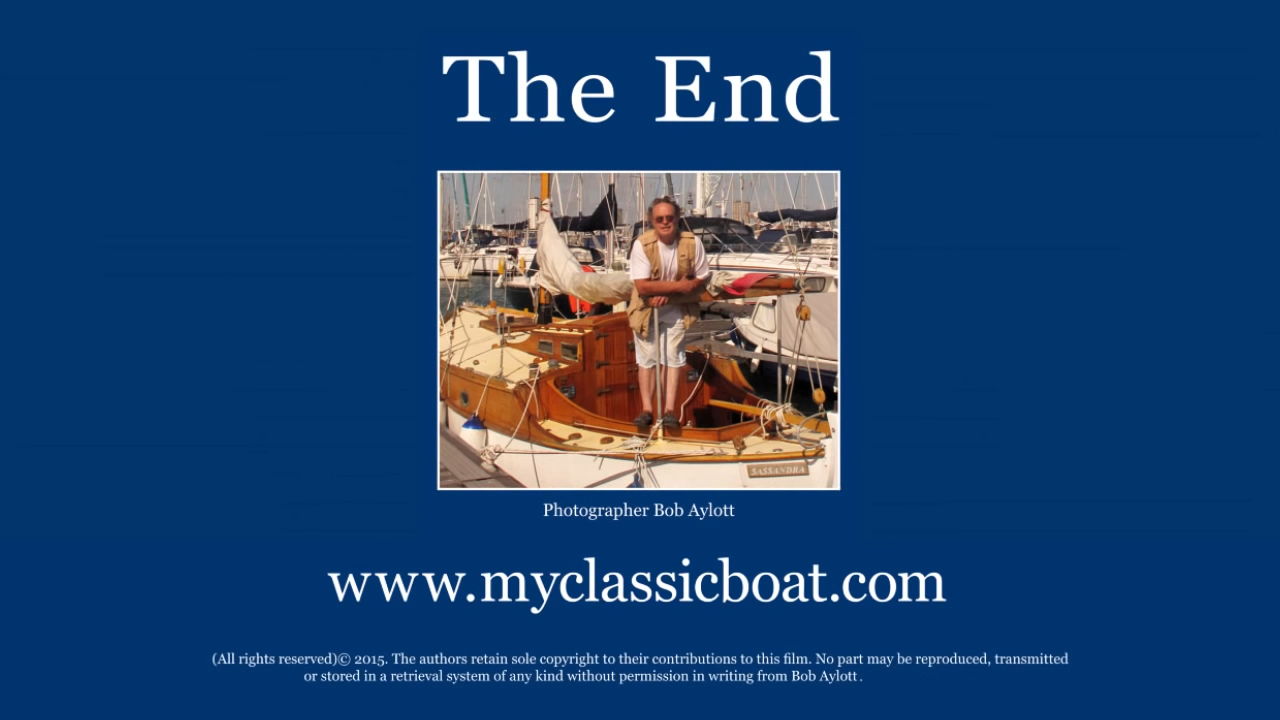 The End
SASSANDRA
Photographer Bob Aylott
www.myclassicboat.com
(All rights reserved)© 2015. The authors retain sole copyright to their contributions to this film. No part may be reproduced, transmitted
or stored in a retrieval system of any kind without permission in writing from Bob Aylott.